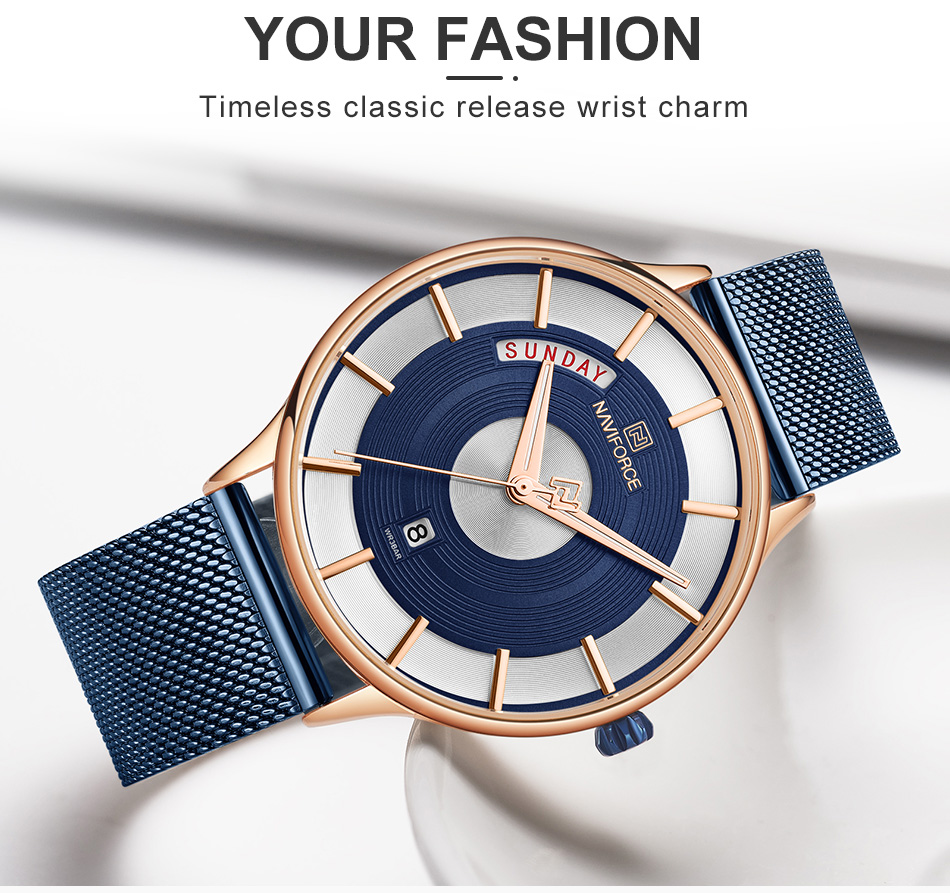 YOUR FASHION
Timeless classic release wrist charm
SUNDAY
NAVIFORCE
8
WR3BAR